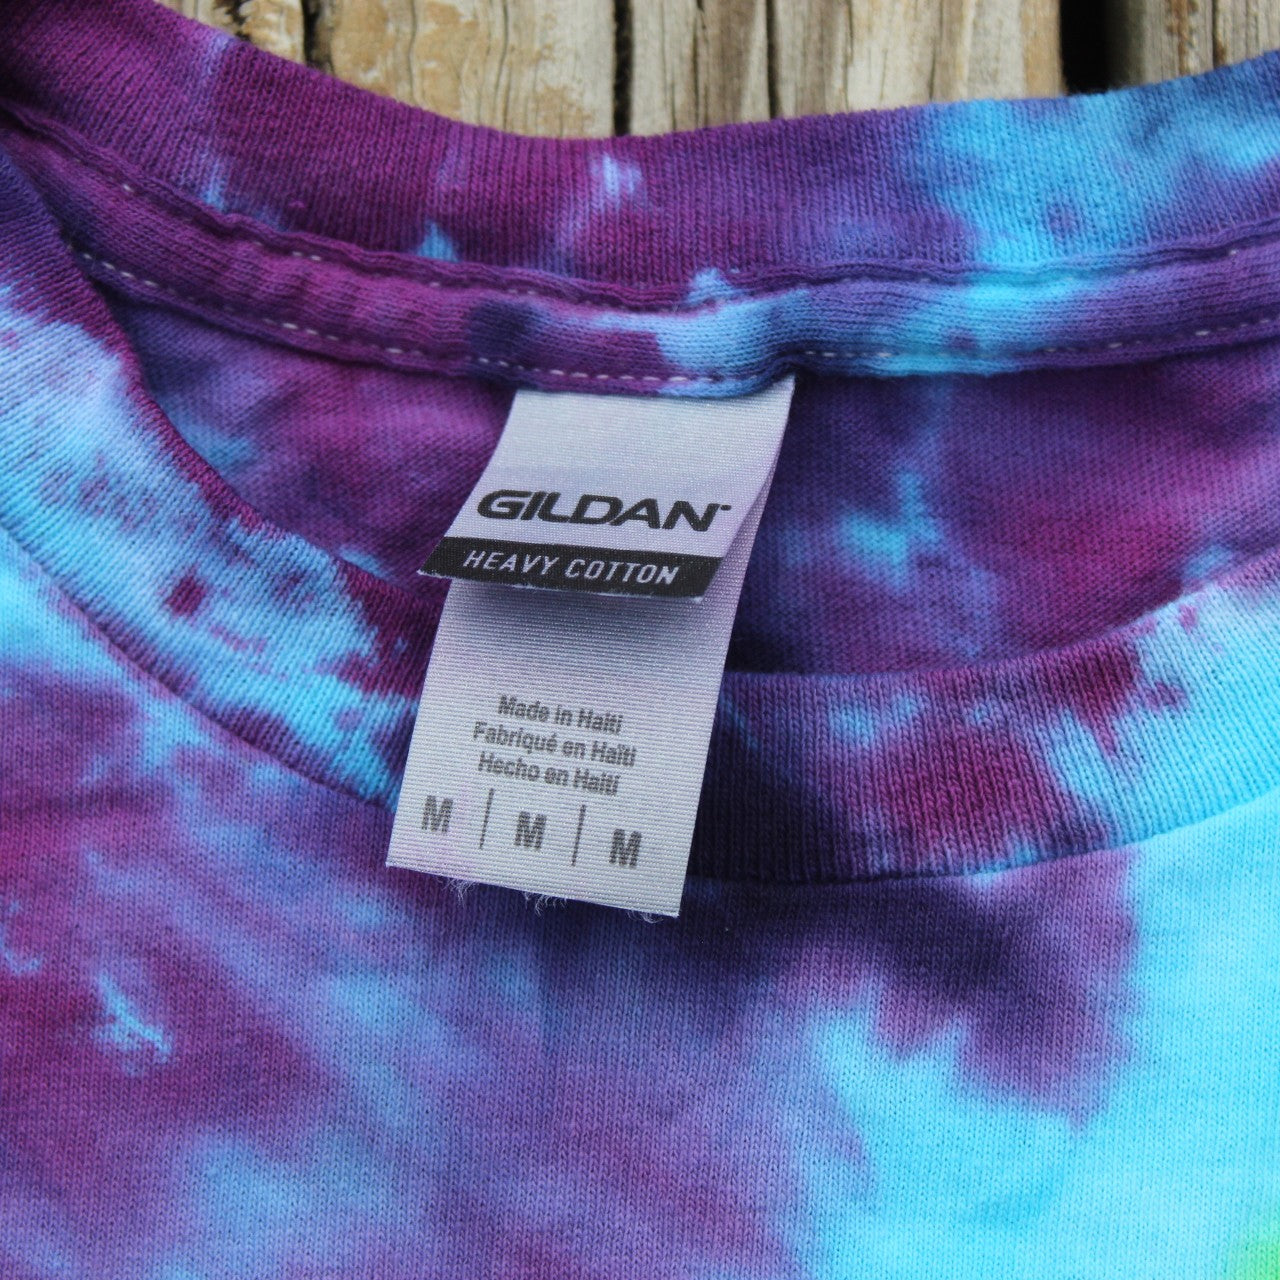 GILDAN
HEAVY COTTON
Made in Haiti
Fabriqué en Haïti
Hecho en Haití
M | M | M